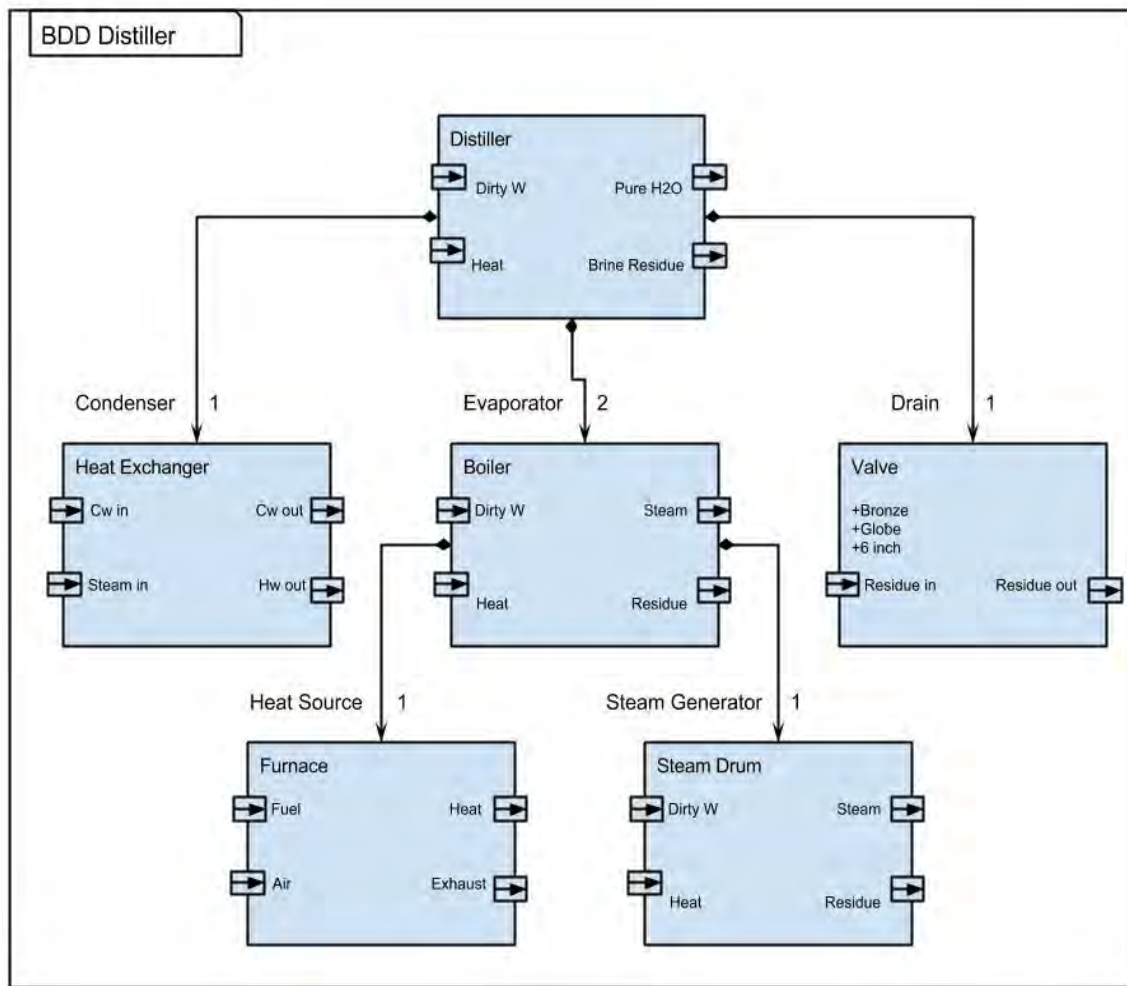 BDD Distiller
Distiller
Dirty W
Pure H2O
Heat
Brine Residue
Condenser 1
Evaporator 2
Drain 1
Heat Exchanger
Cw in
Cw out
Steam in
Hw out
Boiler
Dirty W
Steam
Heat
Residue
Valve
+Bronze
+Globe
+6 inch
Residue in
Residue out
Heat Source 1
Steam Generator 1
Furnace
Fuel
Heat
Air
Exhaust
Steam Drum
Dirty W
Steam
Heat
Residue